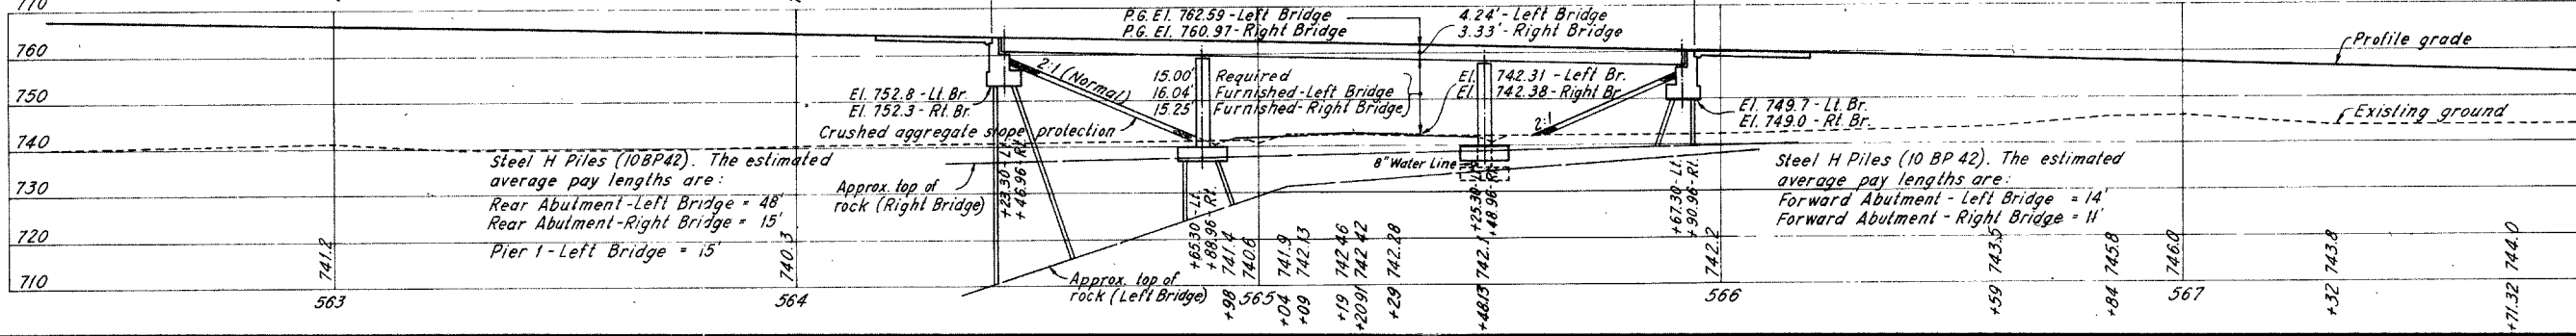 770
760
750
740
730
720
710
P.G. El. 762.59 - Left Bridge
P.G. El. 760.97 - Right Bridge
4.24' - Left Bridge
3.33' - Right Bridge
Profile grade
2:1 (Normal)
15.00' Required
16.04' Furnished-Left Bridge
15.25' Furnished-Right Bridge
El. 742.31 - Left Br.
El. 742.38 - Right Br.
El. 752.8 - Lt. Br.
El. 752.3 - Rt. Br.
El. 749.7 - Lt. Br.
El. 749.0 - Rt. Br.
Existing ground
Crushed aggregate slope protection
2:1
8" Water Line
Steel H Piles (10BP42). The estimated
average pay lengths are:
Rear Abutment-Left Bridge = 48'
Rear Abutment-Right Bridge = 15'
Pier 1 - Left Bridge = 15'
Approx. top of
rock (Right Bridge)
+23.30 - Lt.
+46.96 Rt.
+65.30 - Lt.
+88.96 - Rt.
+25.30 - Lt.
+48.96 - Rt.
+67.30 - Lt.
+90.96 - Rt.
Steel H Piles (10 BP 42). The estimated
average pay lengths are:
Forward Abutment - Left Bridge = 14'
Forward Abutment - Right Bridge = 11'
Approx. top of
rock (Left Bridge)
741.2
740.3
741.4
740.6
741.9
742.13
742.46
742.42
742.28
742.1
742.2
743.5
745.8
746.0
743.8
744.0
563
564
+98
565
+04
+09
+19
+20.91
+29
+48.13
566
+59
+84
567
+32
+71.32